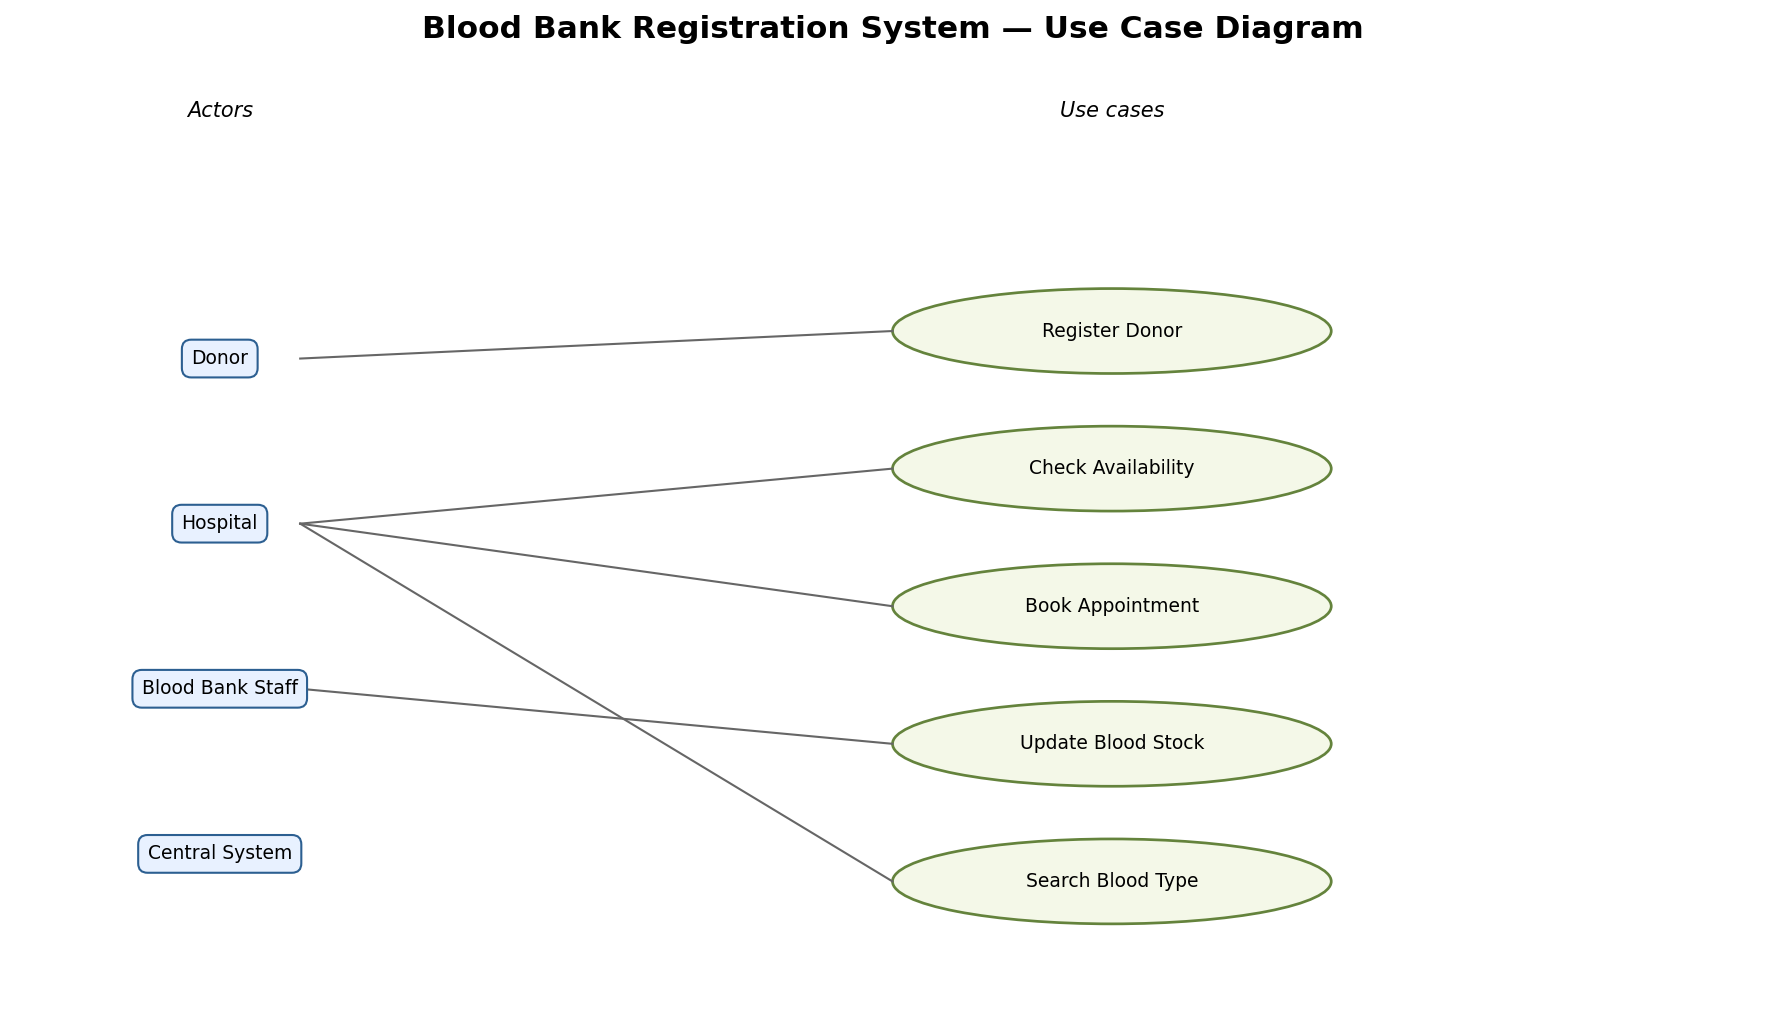 Blood Bank Registration System — Use Case Diagram
Actors
Use cases
Donor
Hospital
Blood Bank Staff
Central System
Register Donor
Check Availability
Book Appointment
Update Blood Stock
Search Blood Type